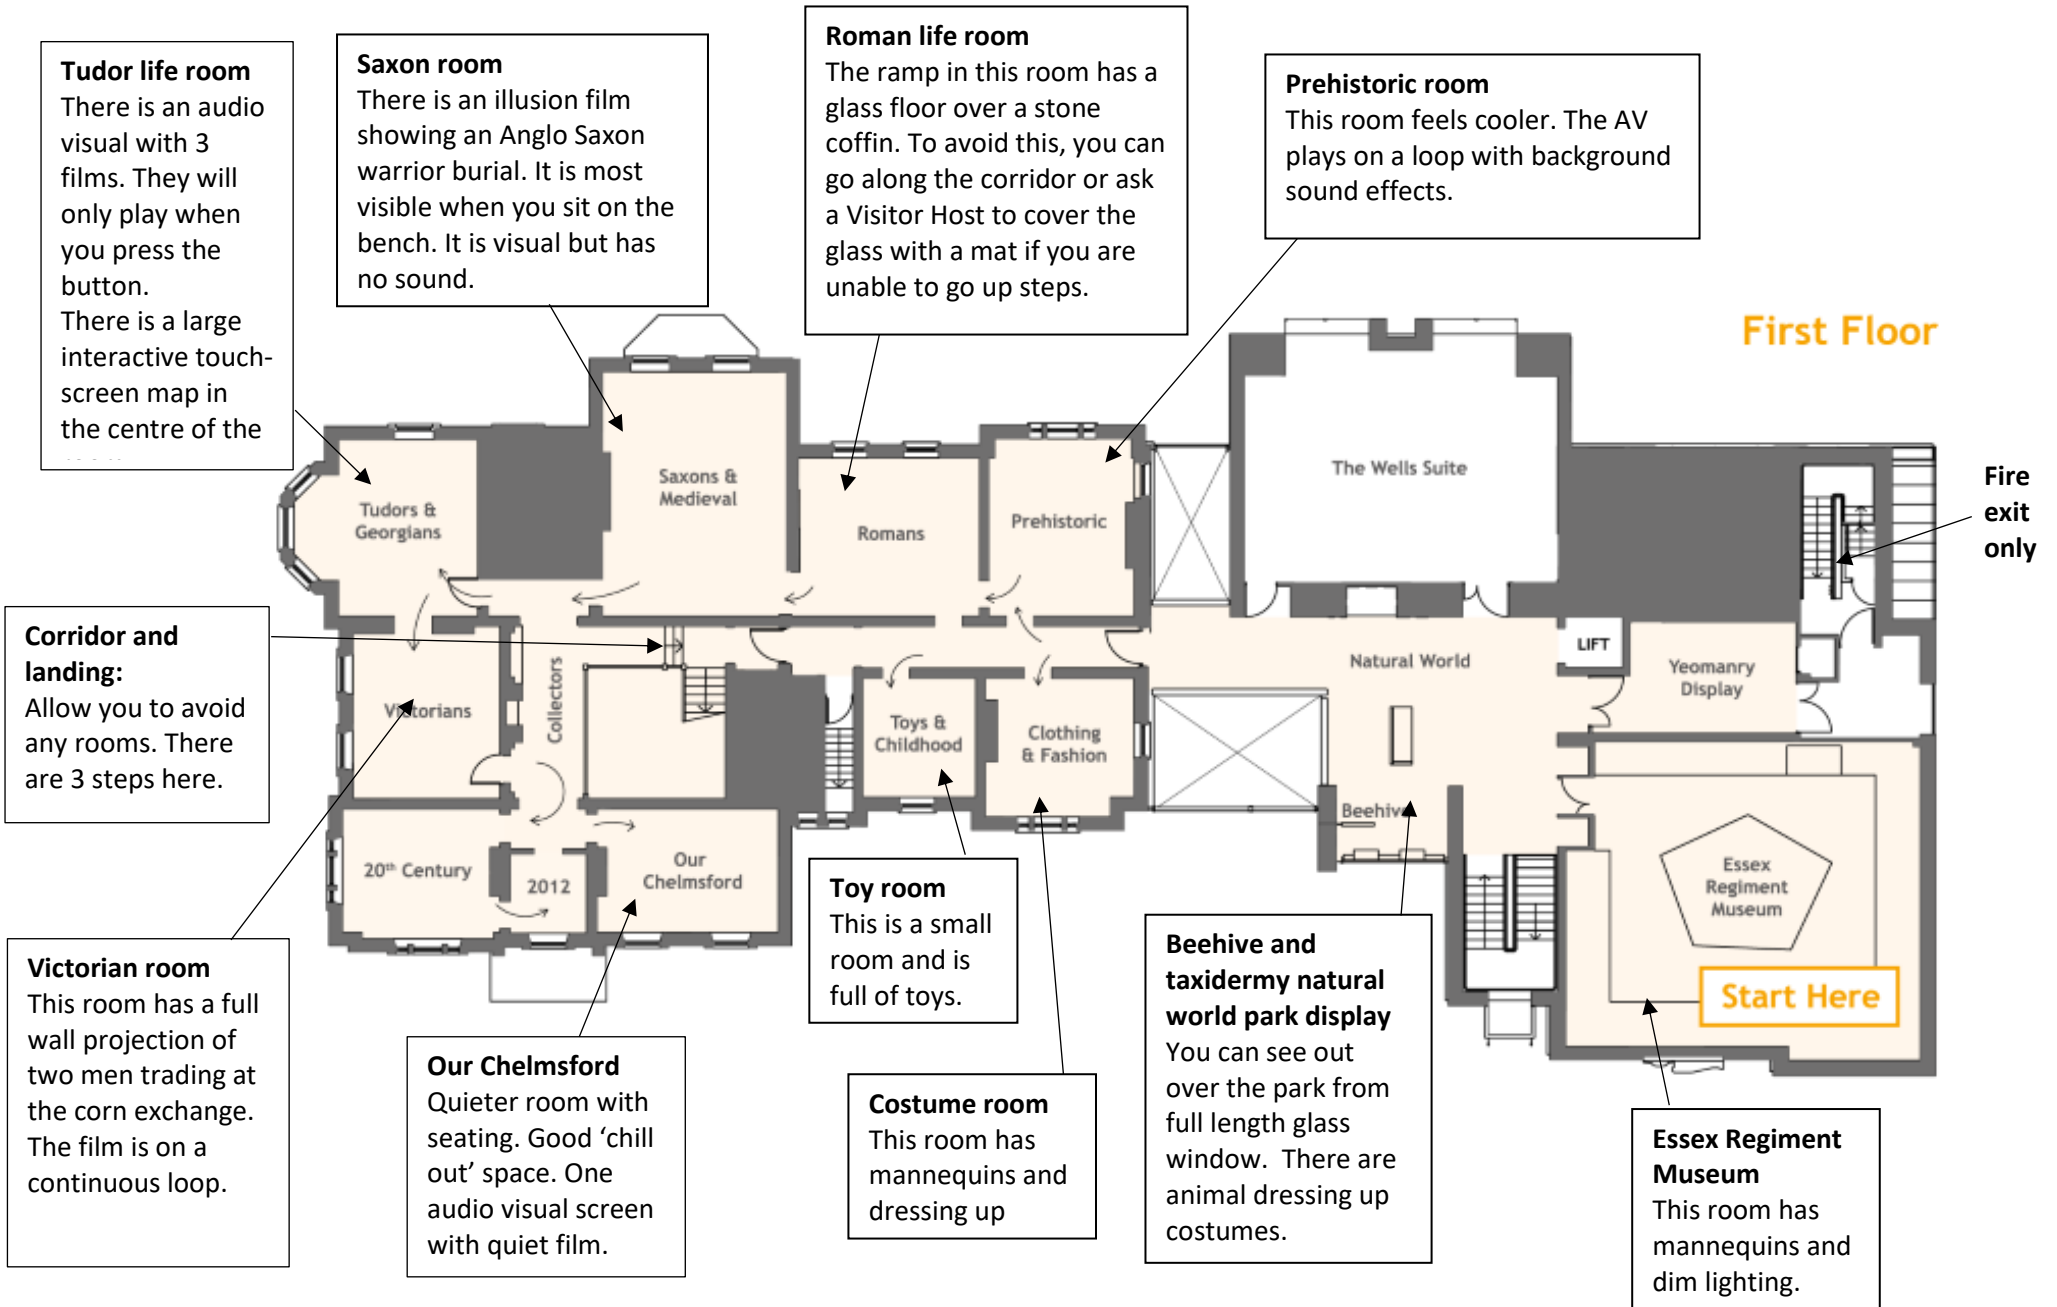 Tudor life room
There is an audio
visual with 3
films. They will
only play when
you press the
button.
There is a large
interactive touch-
screen map in
the centre of the
Saxon room
There is an illusion film
showing an Anglo Saxon
warrior burial. It is most
visible when you sit on the
bench. It is visual but has
no sound.
Roman life room
The ramp in this room has a
glass floor over a stone
coffin. To avoid this, you can
go along the corridor or ask
a Visitor Host to cover the
glass with a mat if you are
unable to go up steps.
Prehistoric room
This room feels cooler. The AV
plays on a loop with background
sound effects.
First Floor
Fire
exit
only
Tudors &
Georgians
Saxons &
Medieval
Romans
Prehistoric
The Wells Suite
LIFT
Natural World
Yeomanry
Display
Corridor and
landing:
Allow you to avoid
any rooms. There
are 3 steps here.
Victorians
Collectors
Toys &
Childhood
Clothing
& Fashion
Beehive
20th Century
2012
Our
Chelmsford
Essex
Regiment
Museum
Start Here
Victorian room
This room has a full
wall projection of
two men trading at
the corn exchange.
The film is on a
continuous loop.
Our Chelmsford
Quieter room with
seating. Good ‘chill
out’ space. One
audio visual screen
with quiet film.
Toy room
This is a small
room and is
full of toys.
Costume room
This room has
mannequins and
dressing up
Beehive and
taxidermy natural
world park display
You can see out
over the park from
full length glass
window.  There are
animal dressing up
costumes.
Essex Regiment
Museum
This room has
mannequins and
dim lighting.